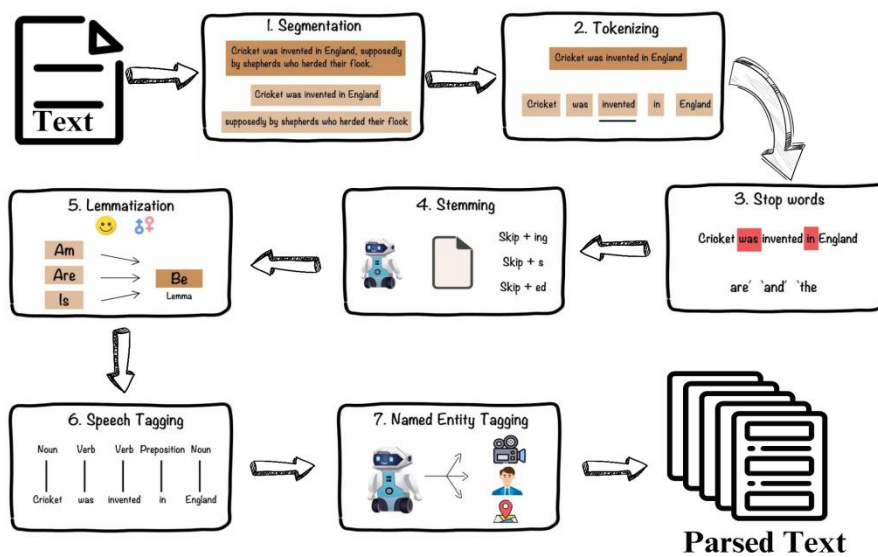 Text
1. Segmentation
Cricket was invented in England, supposedly
by shepherds who herded their flock.
Cricket was invented in England
supposedly by shepherds who herded their flock
2. Tokenizing
Cricket was invented in England
Cricket was invented in England
3. Stop words
Cricket was invented in England
are' `and' `the
4. Stemming
Skip + ing
Skip + s
Skip + ed
5. Lemmatization
Am
Are
Is
Be
Lemma
6. Speech Tagging
Noun Verb Verb Preposition Noun
Cricket was invented in England
7. Named Entity Tagging
Parsed Text